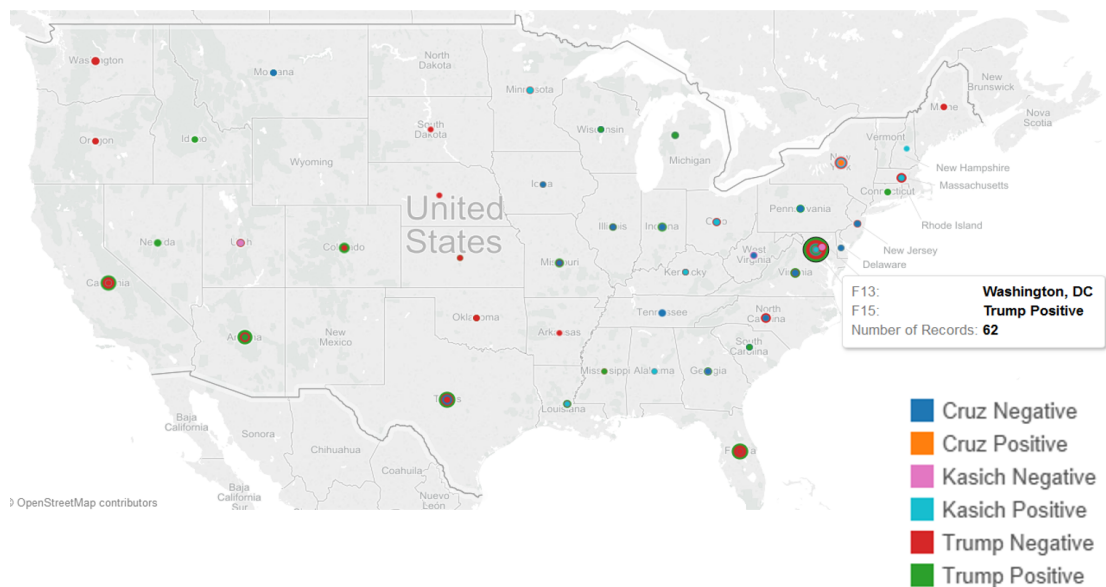 New
Brunswick
Nova
Scotia
Washington
Montana
North
Dakota
Minnesota
Maine
Vermont
Oregon
Idaho
South
Dakota
Wisconsin
Michigan
New
York
New Hampshire
Massachusetts
Wyoming
Iowa
Connecticut
Rhode Island
United
States
Nevada
Utah
Colorado
Illinois
Indiana
Ohio
Pennsylvania
New Jersey
Delaware
California
Missouri
West
Virginia
Kentucky
Virginia
Arizona
New
Mexico
Oklahoma
Arkansas
Tennessee
North
Carolina
South
Carolina
Texas
Mississippi
Alabama
Georgia
Louisiana
Florida
Baja
California
Sonora
Chihuahua
Coahuila
Baja
California
Sur
Nuevo
León
F13: Washington, DC
F15: Trump Positive
Number of Records: 62
© OpenStreetMap contributors
Cruz Negative
Cruz Positive
Kasich Negative
Kasich Positive
Trump Negative
Trump Positive